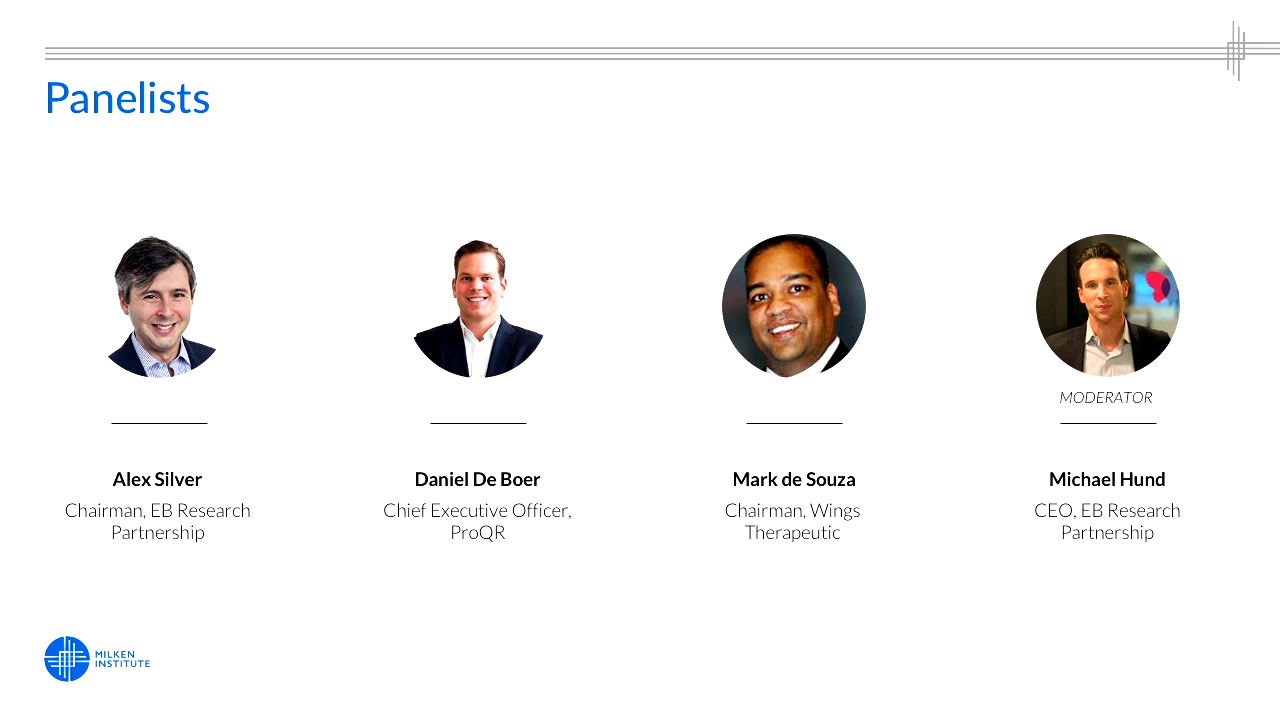 Panelists
MODERATOR
Alex Silver
Chairman, EB Research
Partnership
Daniel De Boer
Chief Executive Officer,
ProQR
Mark de Souza
Chairman, Wings
Therapeutic
Michael Hund
CEO, EB Research
Partnership
MILKEN
INSTITUTE